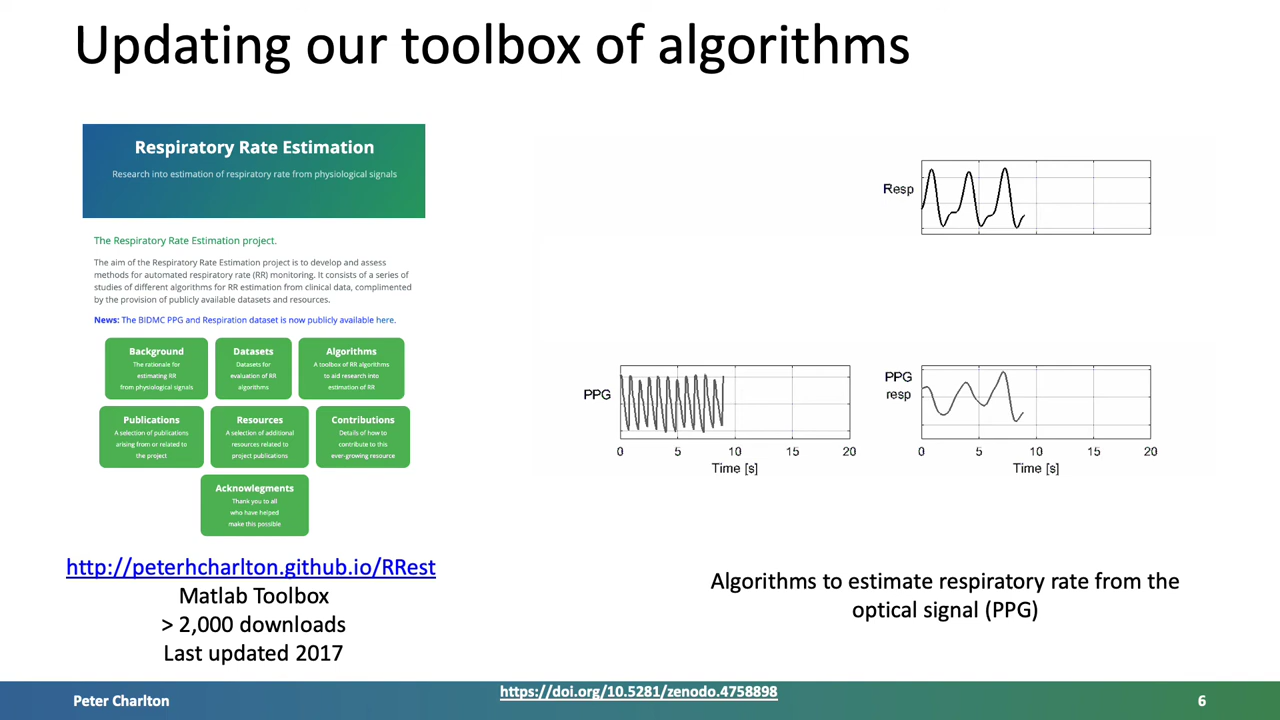 Updating our toolbox of algorithms
Respiratory Rate Estimation
Research into estimation of respiratory rate from physiological signals
The Respiratory Rate Estimation project.
The aim of the Respiratory Rate Estimation project is to develop and assess
methods for automated respiratory rate (RR) monitoring. It consists of a series of
studies of different algorithms for RR estimation from clinical data, complimented
by the provision of publicly available datasets and resources.
News: The BIDMC PPG and Respiration dataset is now publicly available here.
Background
The rationale for
estimating RR
from physiological signals
Datasets
Datasets for
evaluation of RR
algorithms
Algorithms
A toolbox of RR algorithms
to aid research into
estimation of RR
Publications
A selection of publications
arising from or related to
the project
Resources
A selection of additional
resources related to
project publications
Contributions
Details of how to
contribute to this
ever-growing resource
Acknowlegments
Thank you to all
who have helped
make this possible
http://peterhcharlton.github.io/RRest
Matlab Toolbox
> 2,000 downloads
Last updated 2017
Resp
0 5 10 15 20
PPG
0 5 10 15 20
Time [s]
PPG
resp
0 5 10 15 20
Time [s]
Algorithms to estimate respiratory rate from the
optical signal (PPG)
Peter Charlton
https://doi.org/10.5281/zenodo.4758898
6